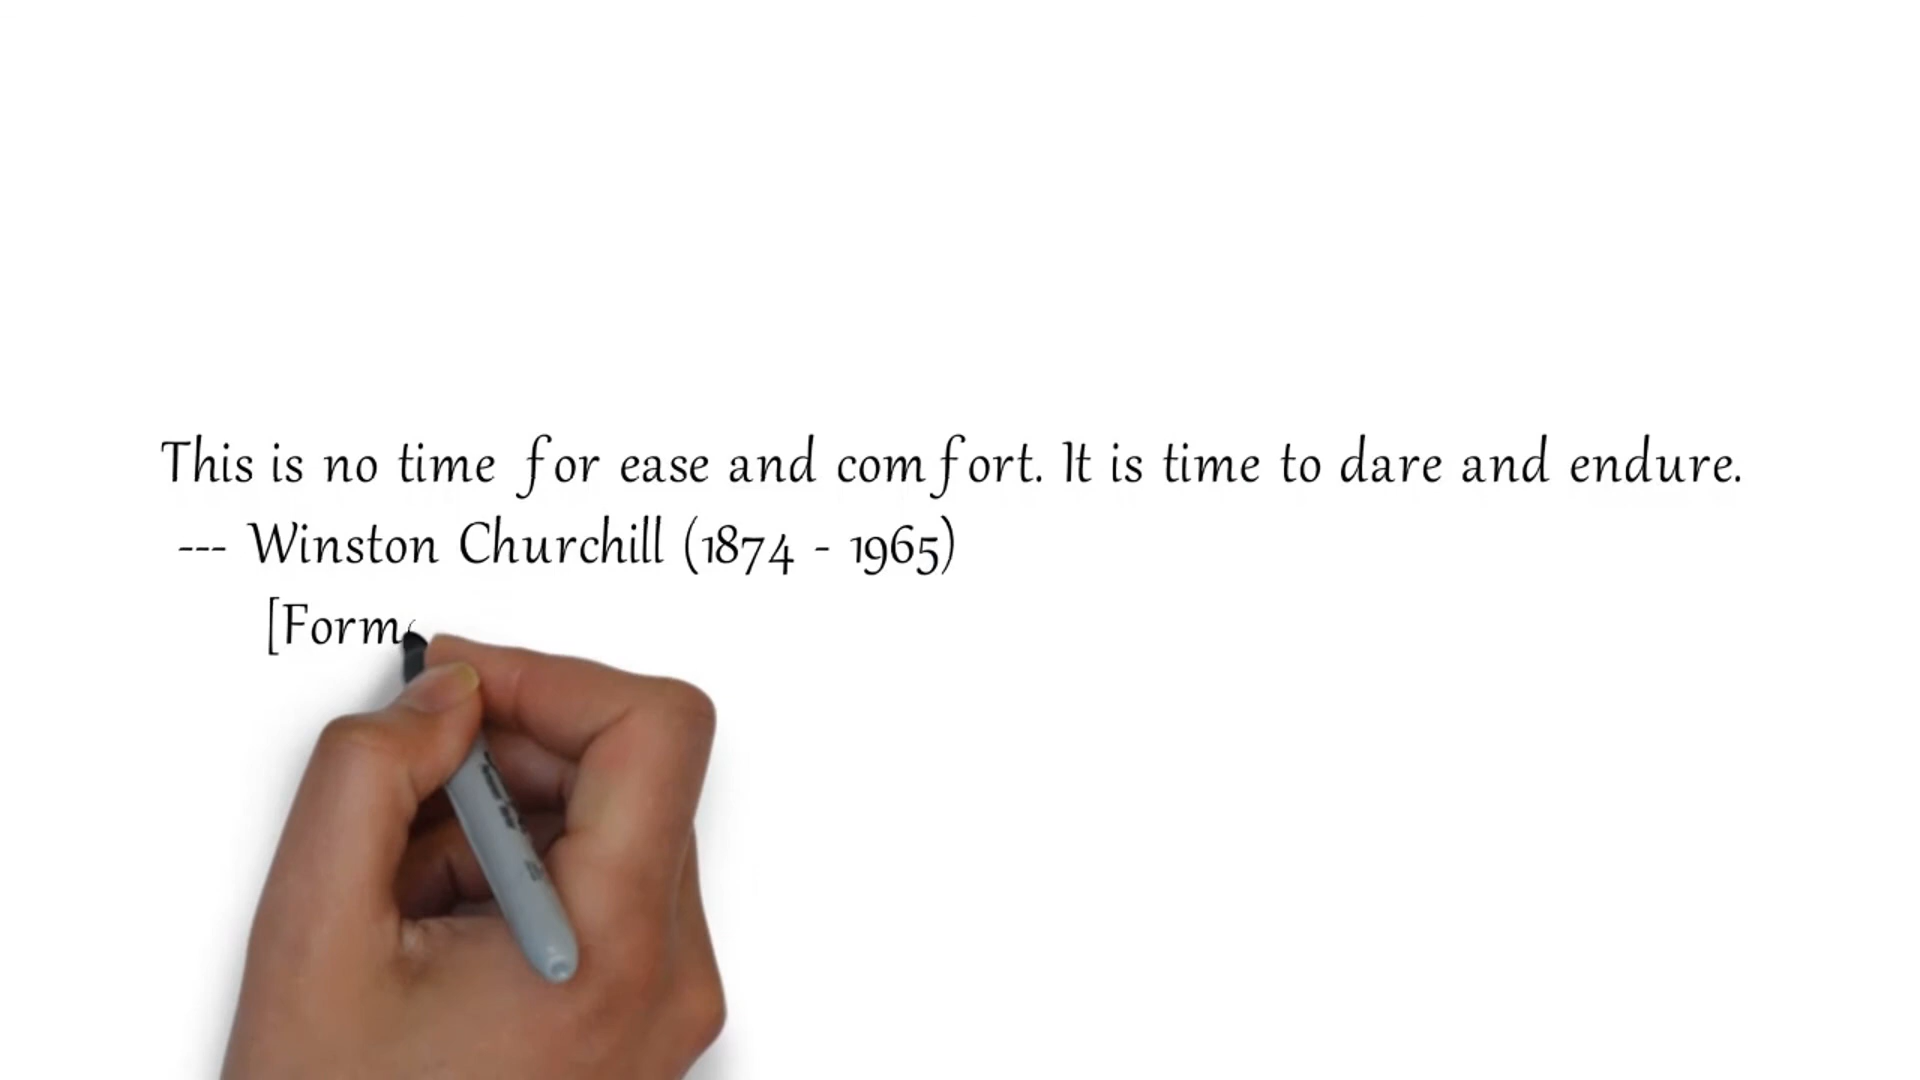 This is no time for ease and comfort. It is time to dare and endure.
--- Winston Churchill (1874 - 1965)
[Form